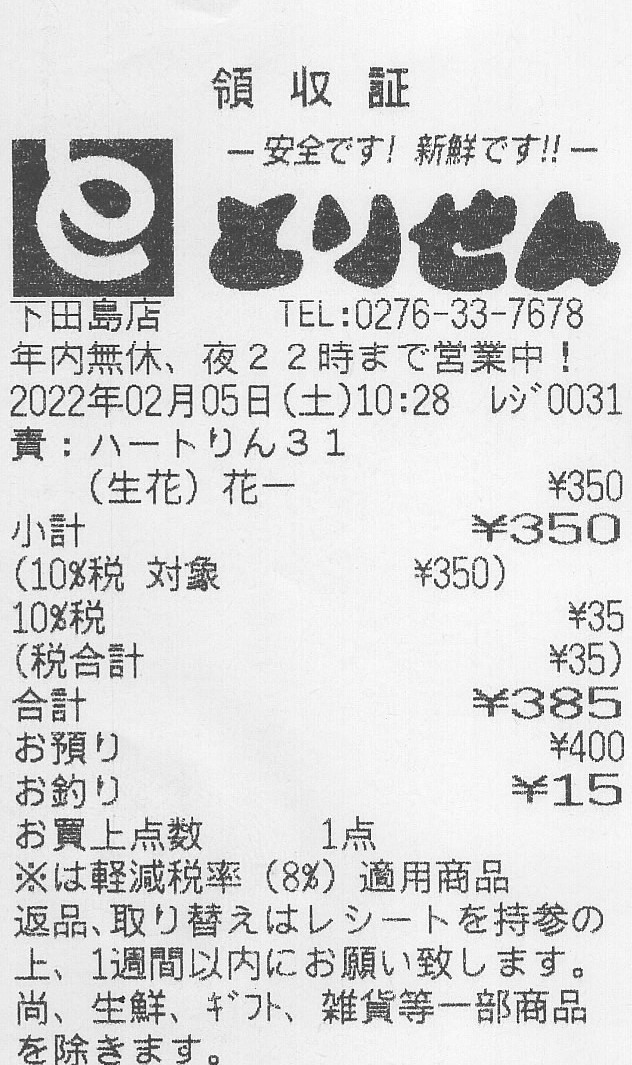 領収証
ー安全です! 新鮮です!!ー
とりせん
下田島店 TEL:0276-33-7678
年内無休、夜２２時まで営業中！
2022年02月05日(土)10:28 ﾚｼﾞ0031
責：ハートりん３１
(生花) 花一 ¥350
小計 ¥350
(10%税 対象 ¥350)
10%税 ¥35
(税合計 ¥35)
合計 ¥385
お預り ¥400
お釣り ¥15
お買上点数 1点
※は軽減税率 (8%) 適用商品
返品、取り替えはレシートを持参の
上、1週間以内にお願い致します。
尚、生鮮、ｷﾞﾌﾄ、雑貨等一部商品
を除きます。